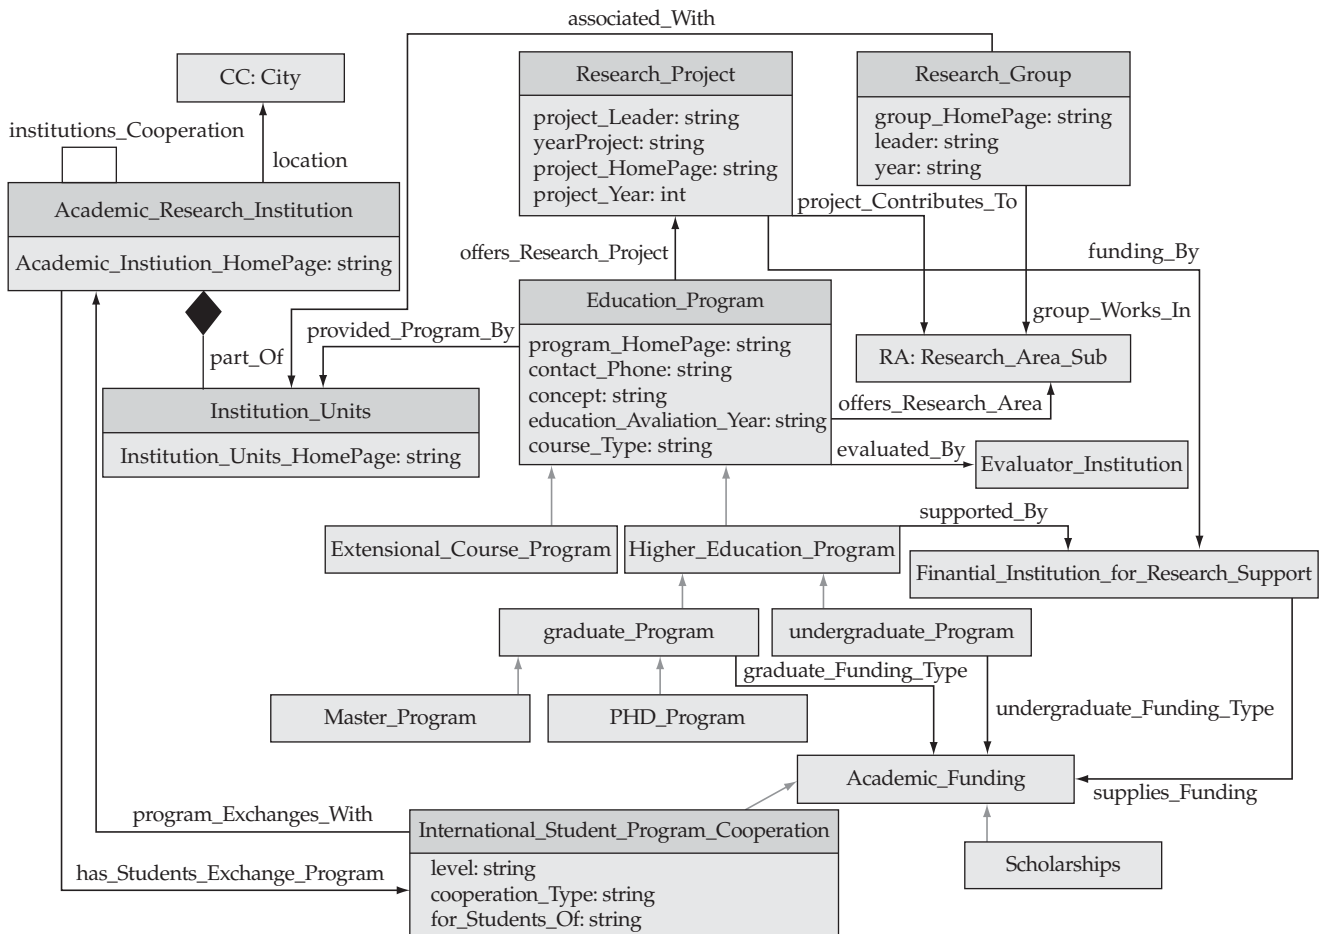 associated_With
CC: City
institutions_Cooperation
location
Academic_Research_Institution
Academic_Instiution_HomePage: string
Research_Project
project_Leader: string
yearProject: string
project_HomePage: string
project_Year: int
Research_Group
group_HomePage: string
leader: string
year: string
project_Contributes_To
offers_Research_Project
funding_By
group_Works_In
Education_Program
program_HomePage: string
contact_Phone: string
concept: string
education_Avaliation_Year: string
course_Type: string
provided_Program_By
part_Of
RA: Research_Area_Sub
offers_Research_Area
Institution_Units
Institution_Units_HomePage: string
evaluated_By
Evaluator_Institution
supported_By
Extensional_Course_Program
Higher_Education_Program
Finantial_Institution_for_Research_Support
graduate_Program
undergraduate_Program
graduate_Funding_Type
Master_Program
PHD_Program
undergraduate_Funding_Type
Academic_Funding
supplies_Funding
program_Exchanges_With
International_Student_Program_Cooperation
level: string
cooperation_Type: string
for_Students_Of: string
has_Students_Exchange_Program
Scholarships